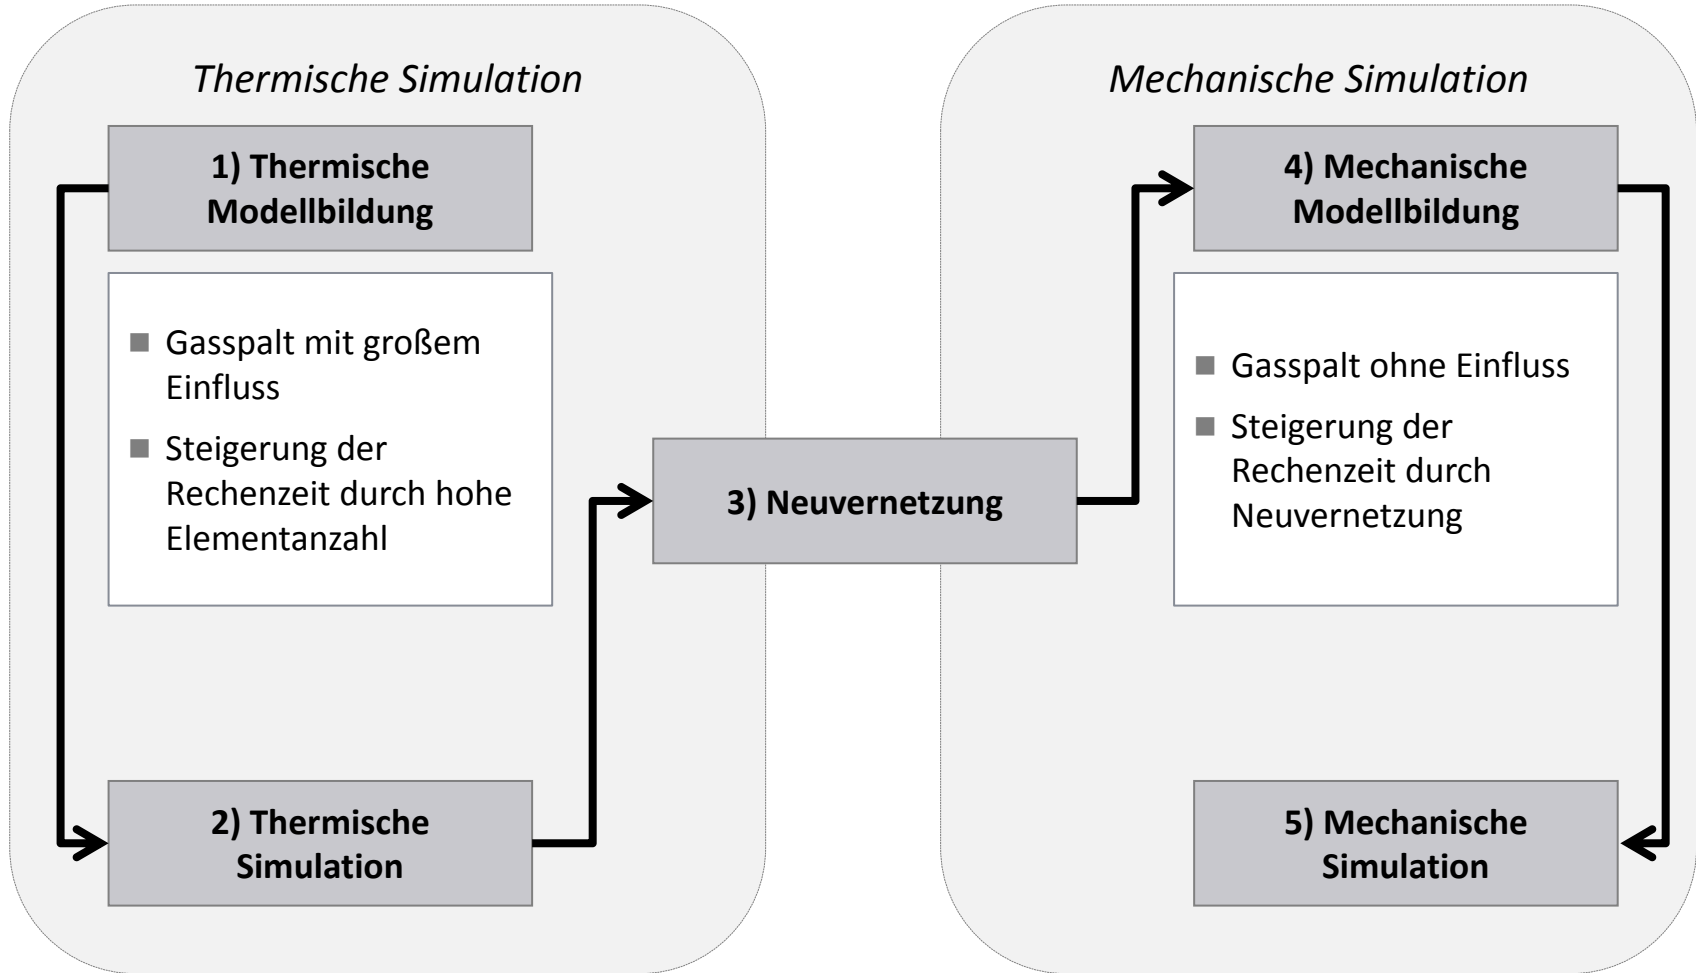 Thermische Simulation
1) Thermische
Modellbildung
Gasspalt mit großem
Einfluss
Steigerung der
Rechenzeit durch hohe
Elementanzahl
2) Thermische
Simulation
3) Neuvernetzung
Mechanische Simulation
4) Mechanische
Modellbildung
Gasspalt ohne Einfluss
Steigerung der
Rechenzeit durch
Neuvernetzung
5) Mechanische
Simulation